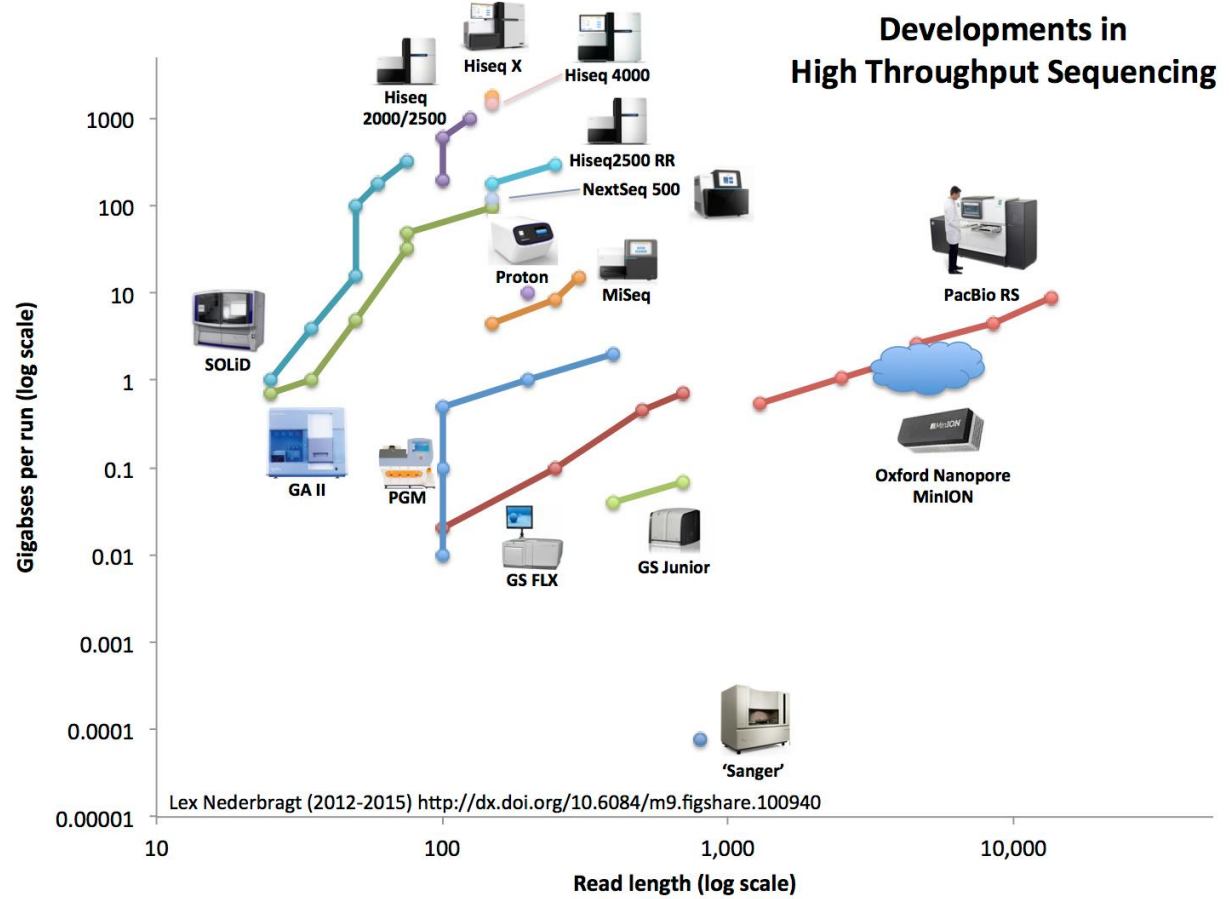 Developments in
High Throughput Sequencing
Hiseq X
Hiseq 4000
Hiseq
2000/2500
Hiseq2500 RR
NextSeq 500
Proton
MiSeq
PacBio RS
SOLiD
GA II
PGM
Oxford Nanopore
MinION
MinION
GS FLX
GS Junior
'Sanger'
Lex Nederbragt (2012-2015) http://dx.doi.org/10.6084/m9.figshare.100940
Gigabses per run (log scale)
1000
100
10
1
0.1
0.01
0.001
0.0001
0.00001
10
100
1,000
10,000
Read length (log scale)